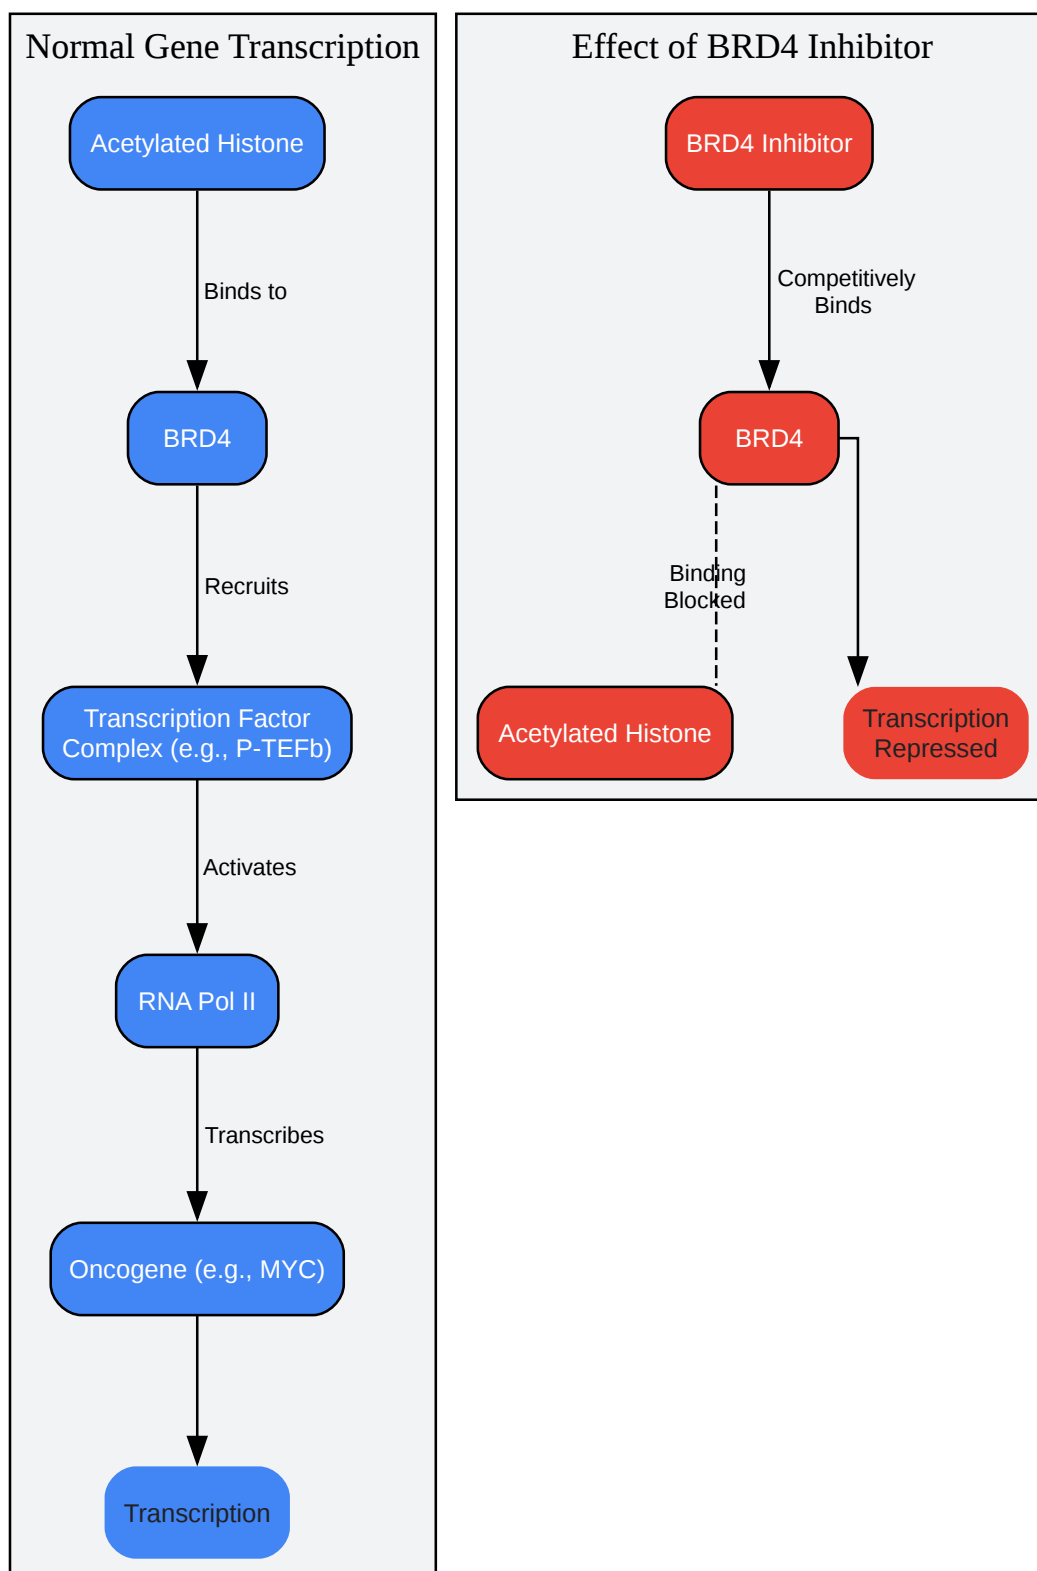 Normal Gene Transcription
Acetylated Histone
Binds to
BRD4
Recruits
Transcription Factor
Complex (e.g., P-TEFb)
Activates
RNA Pol II
Transcribes
Oncogene (e.g., MYC)
Transcription
Effect of BRD4 Inhibitor
BRD4 Inhibitor
Competitively
Binds
BRD4
Binding
Blocked
Acetylated Histone
Transcription
Repressed